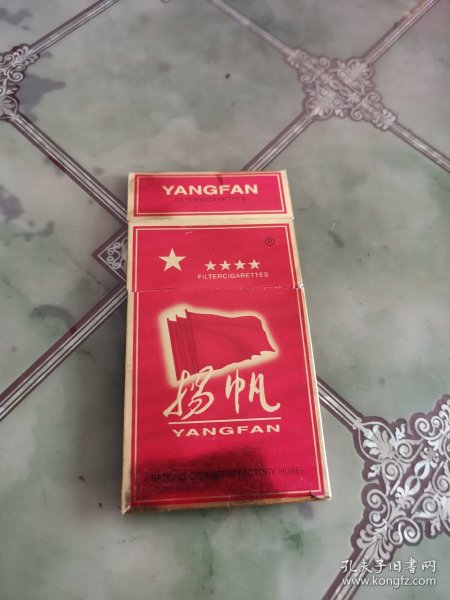 YANGFAN
FILTERCIGARETTES
®
FILTERCIGARETTES
扬帆
YANGFAN
BADONG CIGARETTE FACTORY HUBEI
孔夫子旧书网
www.kongfz.com